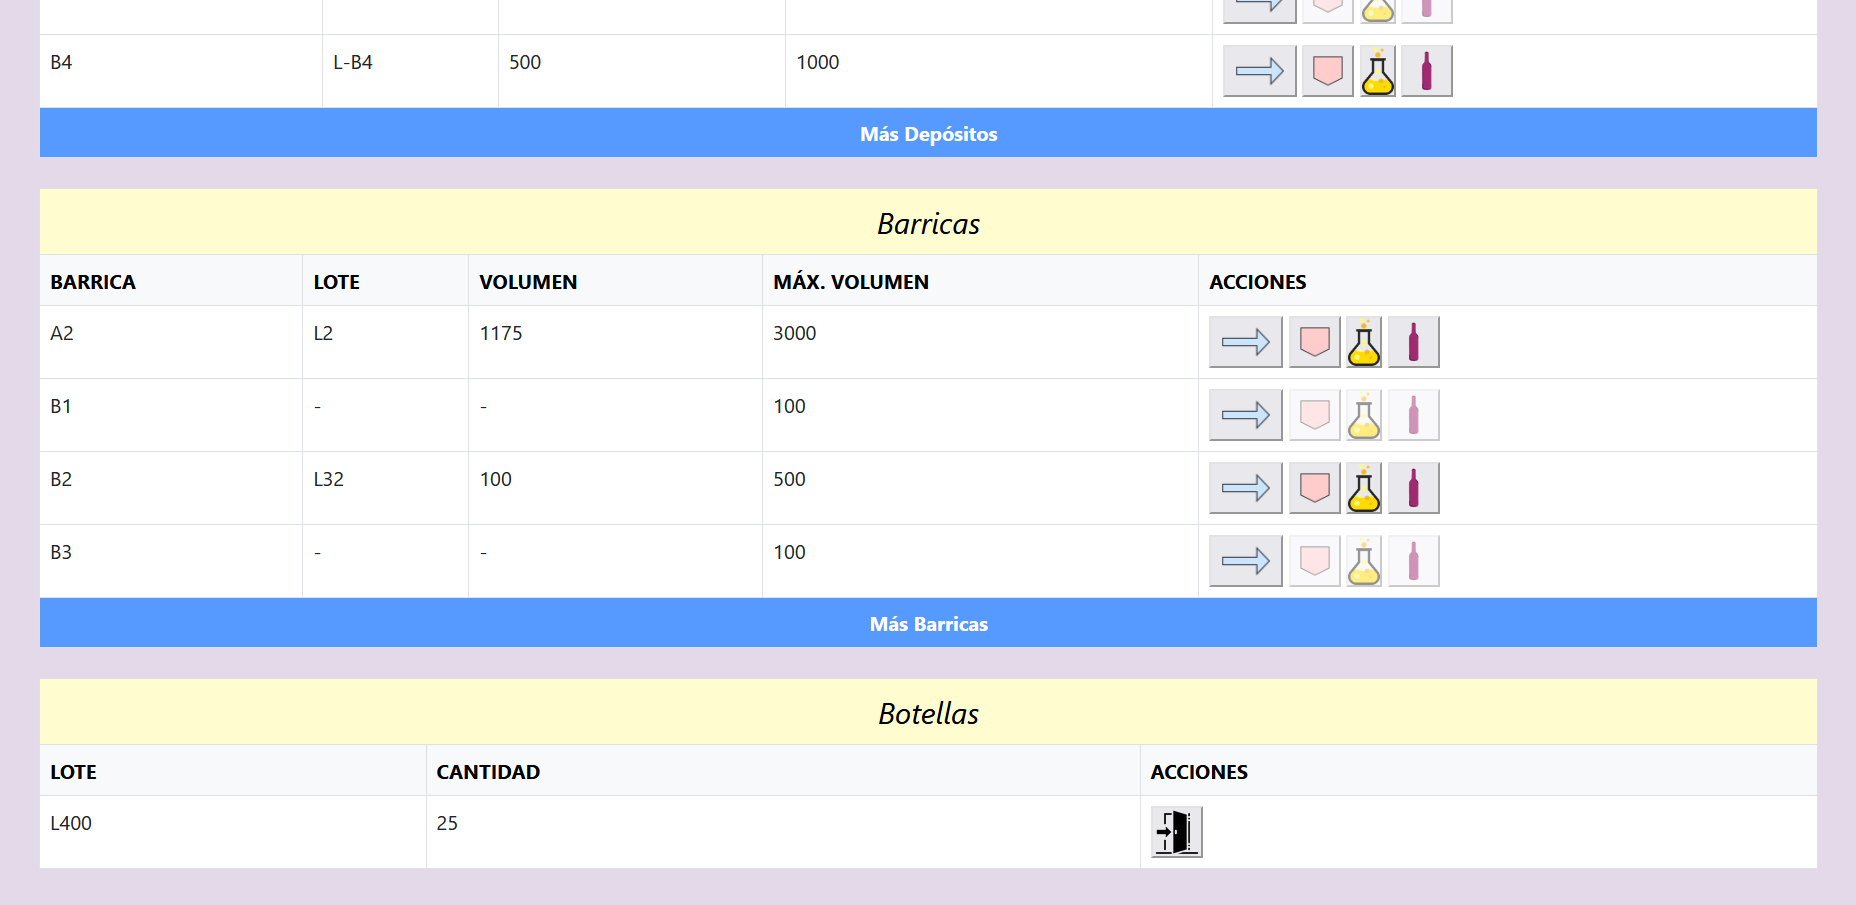 B4 L-B4 500 1000
Más Depósitos
Barricas
BARRICA LOTE VOLUMEN MÁX. VOLUMEN ACCIONES
A2 L2 1175 3000
B1 - - 100
B2 L32 100 500
B3 - - 100
Más Barricas
Botellas
LOTE CANTIDAD ACCIONES
L400 25